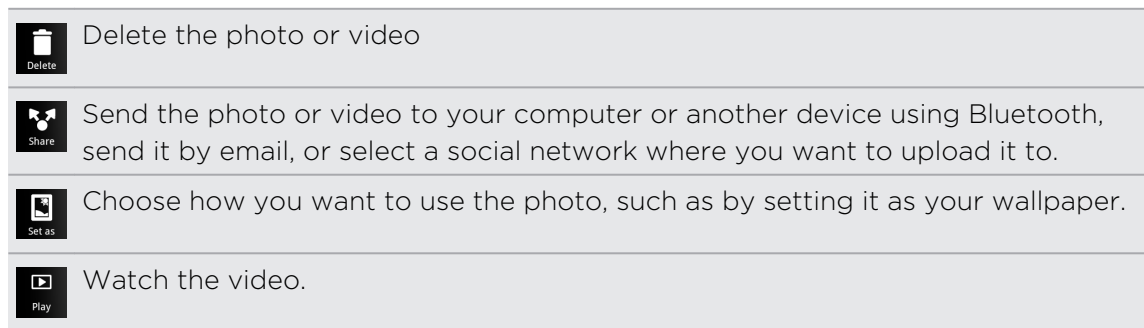 Delete the photo or video
Delete
Send the photo or video to your computer or another device using Bluetooth,
send it by email, or select a social network where you want to upload it to.
Share
Choose how you want to use the photo, such as by setting it as your wallpaper.
Set as
Watch the video.
Play